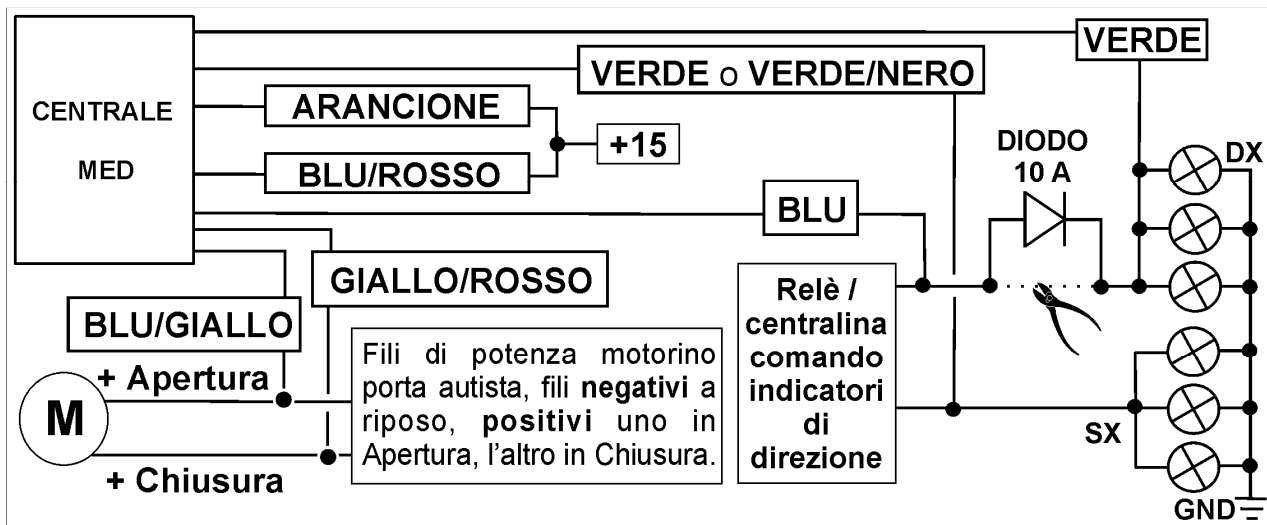 CENTRALE
MED
VERDE
VERDE o VERDE/NERO
ARANCIONE
+15
BLU/ROSSO
DIODO
10 A
DX
BLU
GIALLO/ROSSO
BLU/GIALLO
Relè /
centralina
comando
indicatori
di
direzione
+ Apertura
M
+ Chiusura
Fili di potenza motorino
porta autista, fili negativi a
riposo, positivi uno in
Apertura, l'altro in Chiusura.
SX
GND